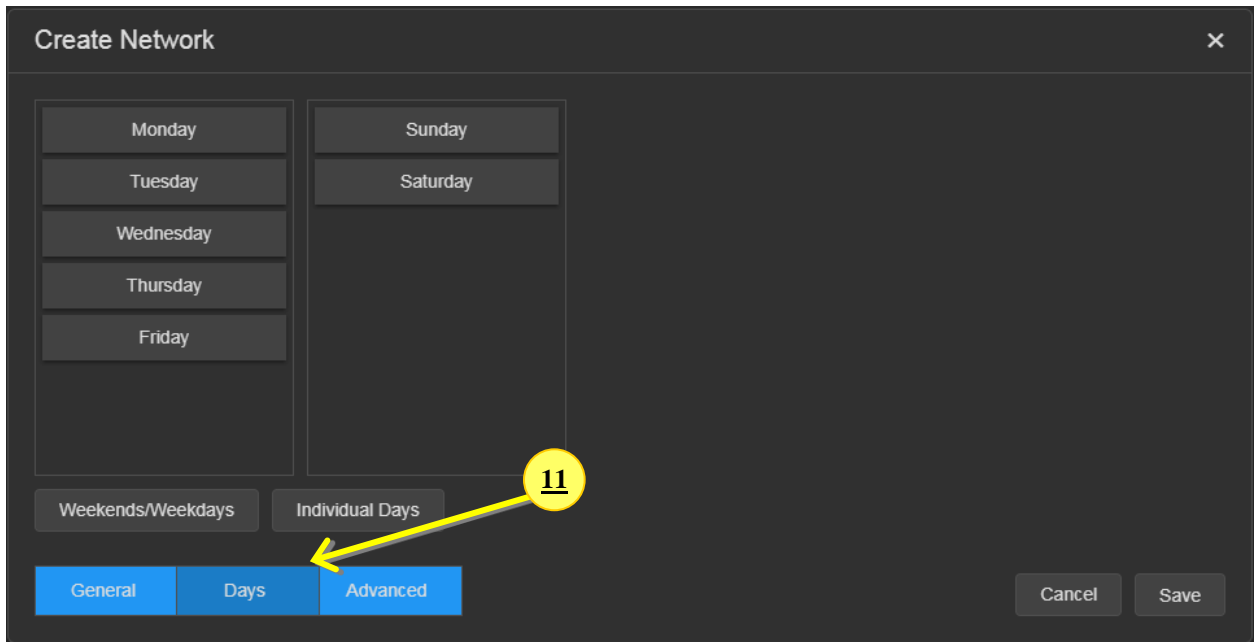 Create Network ×
Monday
Tuesday
Wednesday
Thursday
Friday
Sunday
Saturday
11
Weekends/Weekdays Individual Days
General Days Advanced
Cancel Save